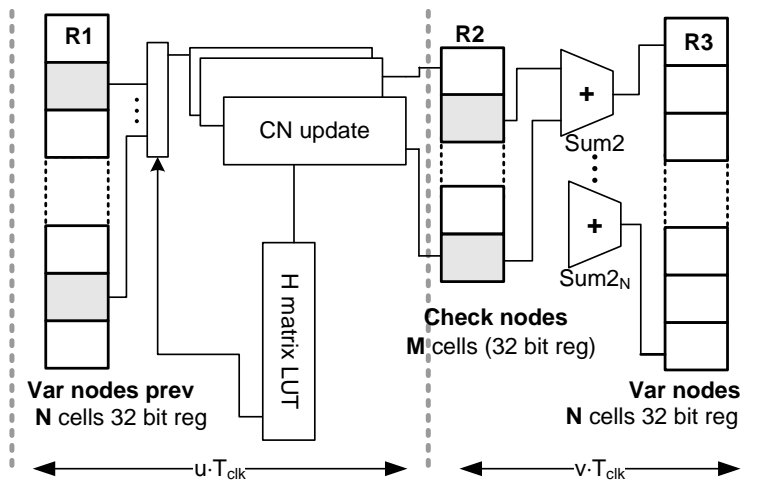 R1
R2
R3
CN update
+
Sum2
+
Sum2N
H matrix LUT
Check nodes
M cells (32 bit reg)
Var nodes prev
N cells 32 bit reg
Var nodes
N cells 32 bit reg
u·Tclk
v·Tclk